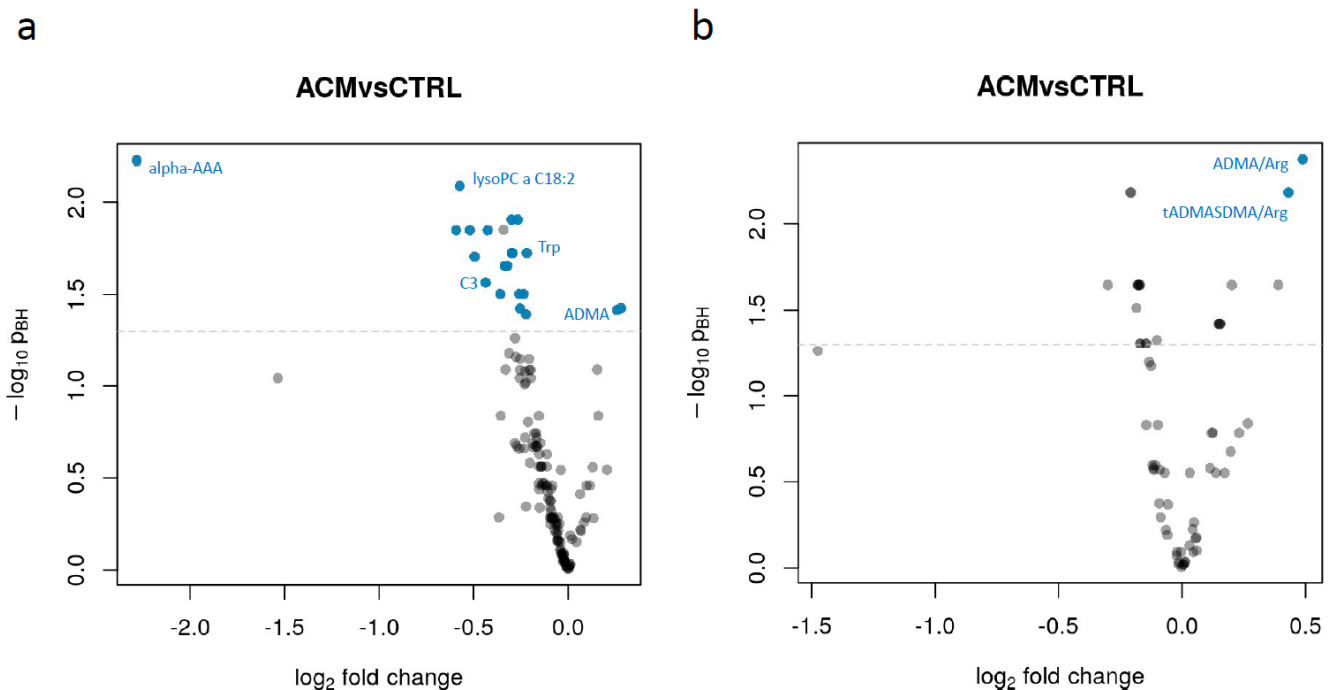 a
b
ACMvsCTRL
ACMvsCTRL
alpha-AAA
lysoPC a C18:2
Trp
C3
ADMA
ADMA/Arg
tADMASDMA/Arg
− log₁₀ pBH
2.0
1.5
1.0
0.5
0.0
-2.0 -1.5 -1.0 -0.5 0.0
log₂ fold change
− log₁₀ pBH
2.0
1.5
1.0
0.5
0.0
-1.5 -1.0 -0.5 0.0 0.5
log₂ fold change